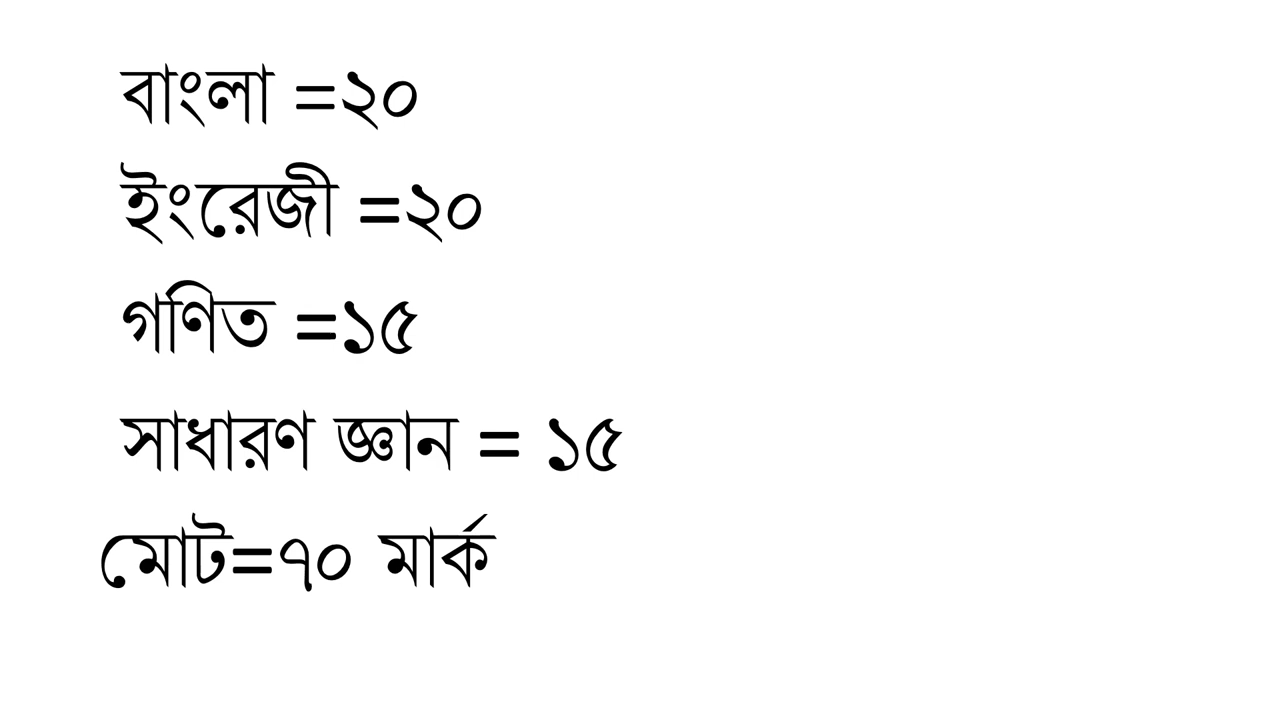 বাংলা =২০
ইংরেজী =২০
গণিত =১৫
সাধারণ জ্ঞান = ১৫
মোট=৭০ মার্ক